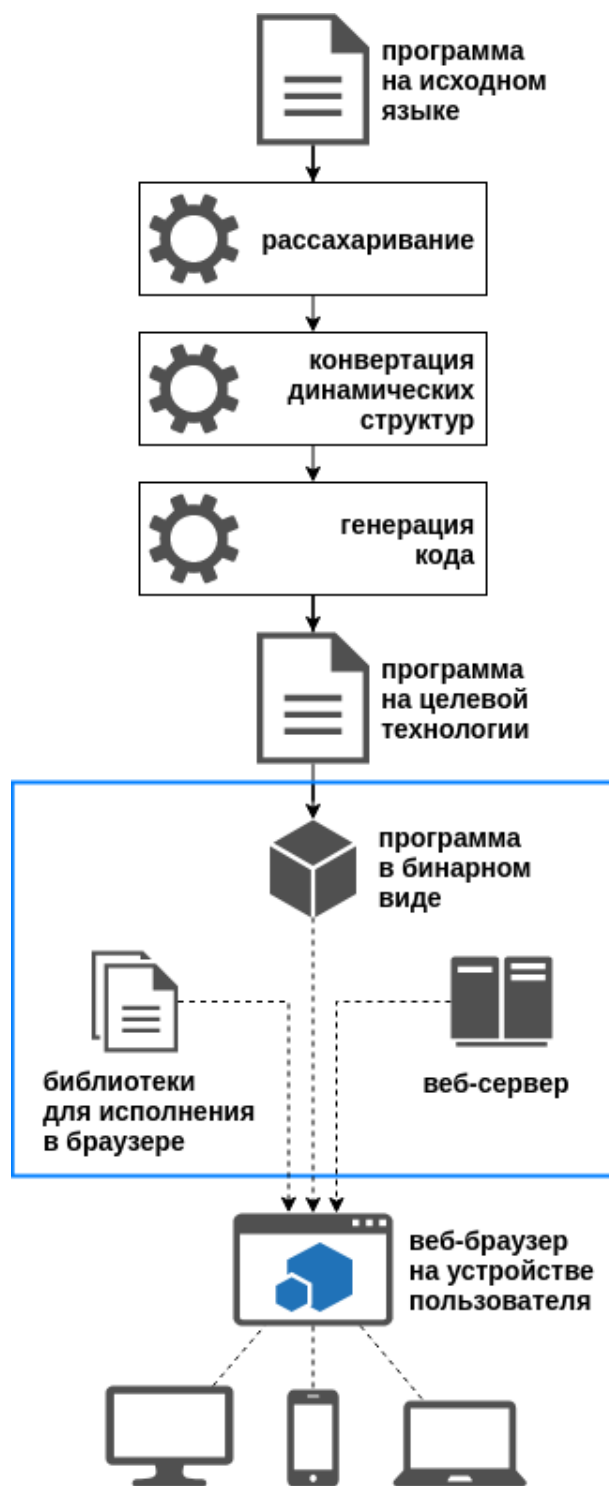 программа
на исходном
языке
рассахаривание
конвертация
динамических
структур
генерация
кода
программа
на целевой
технологии
программа
в бинарном
виде
библиотеки
для исполнения
в браузере
веб-сервер
веб-браузер
на устройстве
пользователя